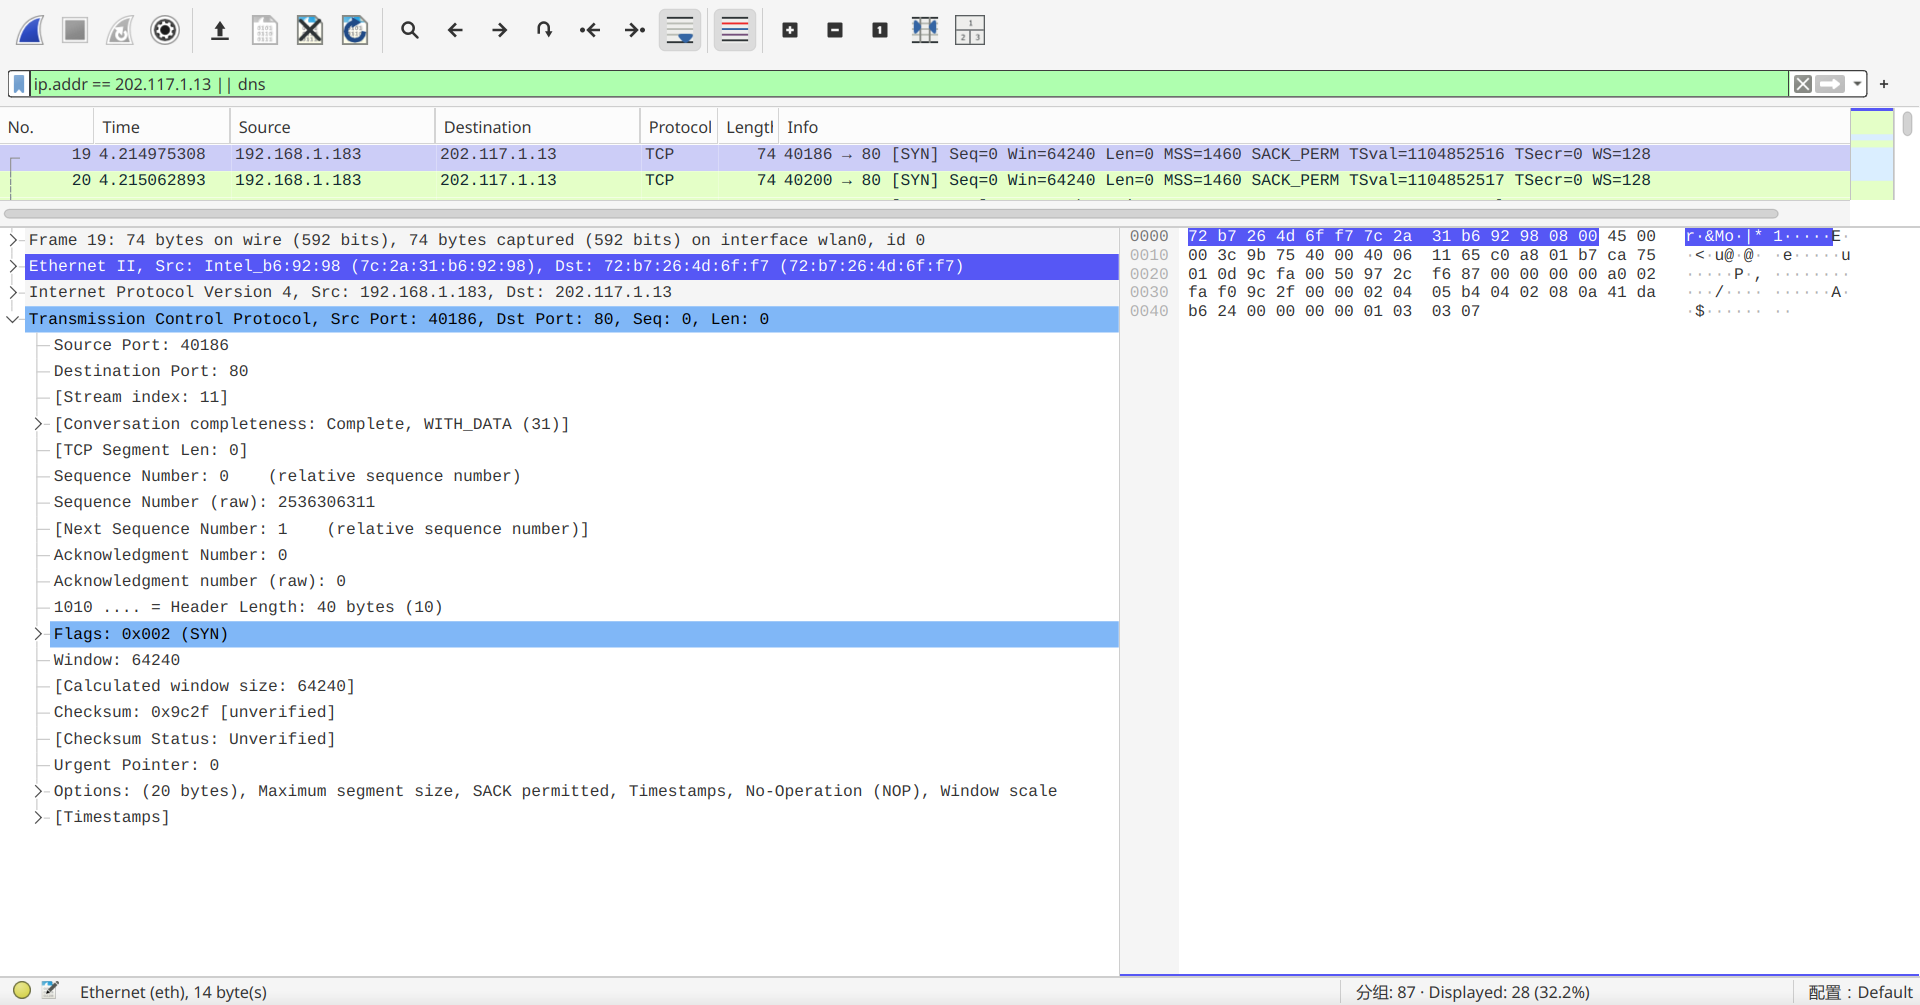 ip.addr == 202.117.1.13 || dns
No. Time Source Destination Protocol Length Info
19 4.214975308 192.168.1.183 202.117.1.13 TCP 74 40186 → 80 [SYN] Seq=0 Win=64240 Len=0 MSS=1460 SACK_PERM TSval=1104852516 TSecr=0 WS=128
20 4.215062893 192.168.1.183 202.117.1.13 TCP 74 40200 → 80 [SYN] Seq=0 Win=64240 Len=0 MSS=1460 SACK_PERM TSval=1104852517 TSecr=0 WS=128
Frame 19: 74 bytes on wire (592 bits), 74 bytes captured (592 bits) on interface wlan0, id 0
Ethernet II, Src: Intel_b6:92:98 (7c:2a:31:b6:92:98), Dst: 72:b7:26:4d:6f:f7 (72:b7:26:4d:6f:f7)
Internet Protocol Version 4, Src: 192.168.1.183, Dst: 202.117.1.13
Transmission Control Protocol, Src Port: 40186, Dst Port: 80, Seq: 0, Len: 0
Source Port: 40186
Destination Port: 80
[Stream index: 11]
[Conversation completeness: Complete, WITH_DATA (31)]
[TCP Segment Len: 0]
Sequence Number: 0 (relative sequence number)
Sequence Number (raw): 2536306311
[Next Sequence Number: 1 (relative sequence number)]
Acknowledgment Number: 0
Acknowledgment number (raw): 0
1010 .... = Header Length: 40 bytes (10)
Flags: 0x002 (SYN)
Window: 64240
[Calculated window size: 64240]
Checksum: 0x9c2f [unverified]
[Checksum Status: Unverified]
Urgent Pointer: 0
Options: (20 bytes), Maximum segment size, SACK permitted, Timestamps, No-Operation (NOP), Window scale
[Timestamps]
0000 72 b7 26 4d 6f f7 7c 2a 31 b6 92 98 08 00 45 00 r·&Mo·|* 1·····E·
0010 00 3c 9b 75 40 00 40 06 11 65 c0 a8 01 b7 ca 75 ·<·u@·@· ·e·····u
0020 01 0d 9c fa 00 50 97 2c f6 87 00 00 00 00 a0 02 ·····P·, ········
0030 fa f0 9c 2f 00 00 02 04 05 b4 04 02 08 0a 41 da ···/···· ······A·
0040 b6 24 00 00 00 00 01 03 03 07 ·$······ ··
Ethernet (eth), 14 byte(s)
分组: 87 · Displayed: 28 (32.2%)
配置：Default